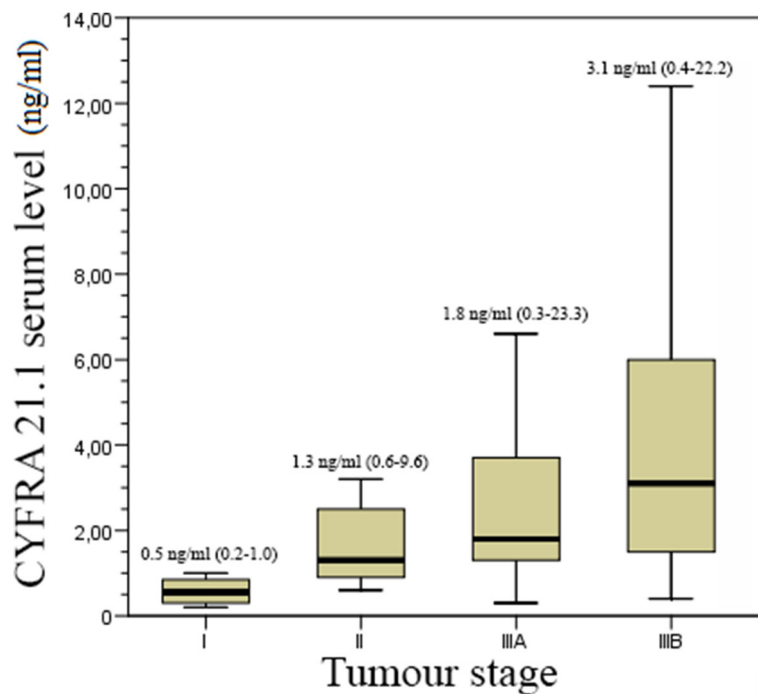 CYFRA 21.1 serum level (ng/ml)
14,00
12,00
10,00
8,00
6,00
4,00
2,00
0
0.5 ng/ml (0.2-1.0)
1.3 ng/ml (0.6-9.6)
1.8 ng/ml (0.3-23.3)
3.1 ng/ml (0.4-22.2)
I
II
IIIA
IIIB
Tumour stage